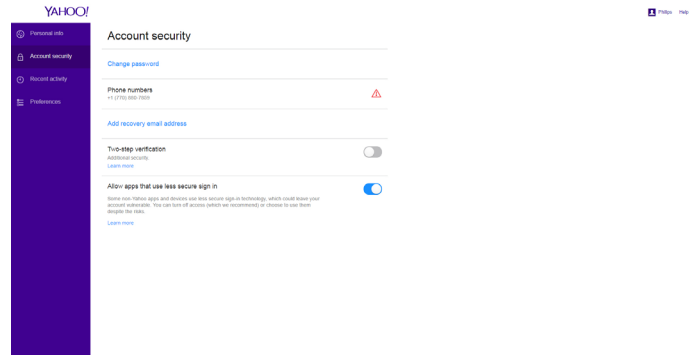 YAHOO!
Philips Help
Personal info
Account security
Recent activity
Preferences
Account security
Change password
Phone numbers
+1 (770)
Add recovery email address
Two-step verification
Additional security.
Learn more
Allow apps that use less secure sign in
Some non-Yahoo apps and devices use less secure sign-in technology, which could leave your
account vulnerable. You can turn off access (which we recommend) or choose to use them
despite the risks.
Learn more